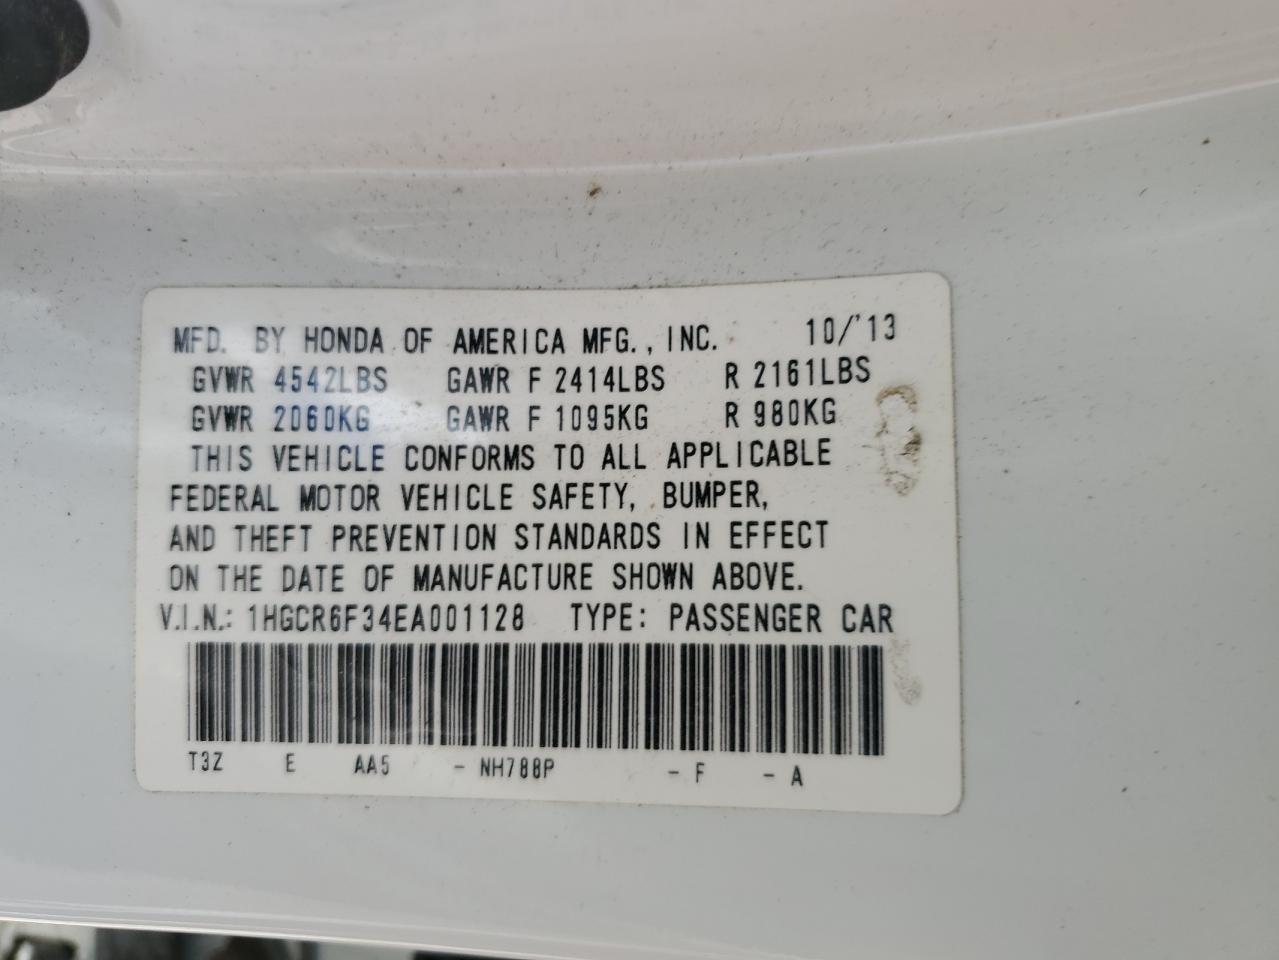 MFD. BY HONDA OF AMERICA MFG., INC. 10/'13
GVWR 4542LBS GAWR F 2414LBS R 2161LBS
GVWR 2060KG GAWR F 1095KG R 980KG
THIS VEHICLE CONFORMS TO ALL APPLICABLE
FEDERAL MOTOR VEHICLE SAFETY, BUMPER,
AND THEFT PREVENTION STANDARDS IN EFFECT
ON THE DATE OF MANUFACTURE SHOWN ABOVE.
V.I.N.: 1HGCR6F34EA001128 TYPE: PASSENGER CAR
T3Z E AA5 - NH788P - F - A